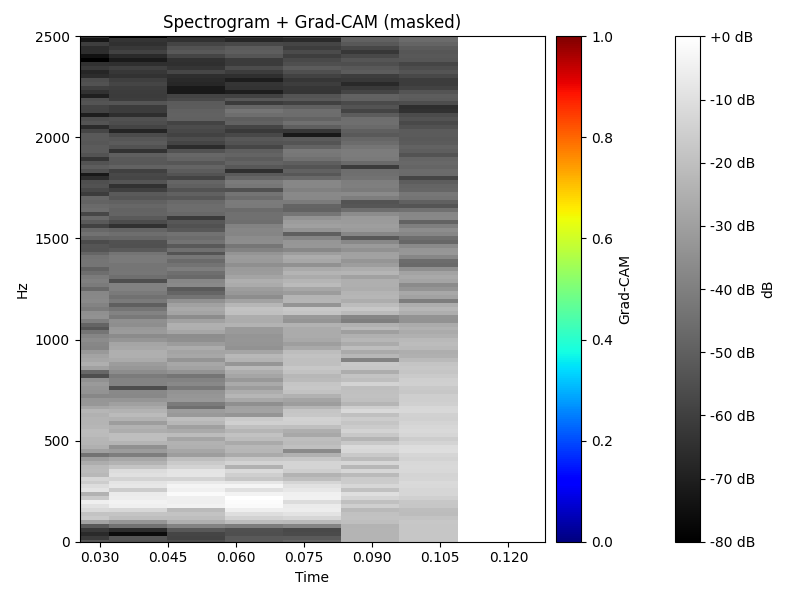 Spectrogram + Grad-CAM (masked)
2500
2000
1500
1000
500
0
Hz
0.030
0.045
0.060
0.075
0.090
0.105
0.120
Time
1.0
0.8
0.6
0.4
0.2
0.0
Grad-CAM
+0 dB
-10 dB
-20 dB
-30 dB
-40 dB
-50 dB
-60 dB
-70 dB
-80 dB
dB